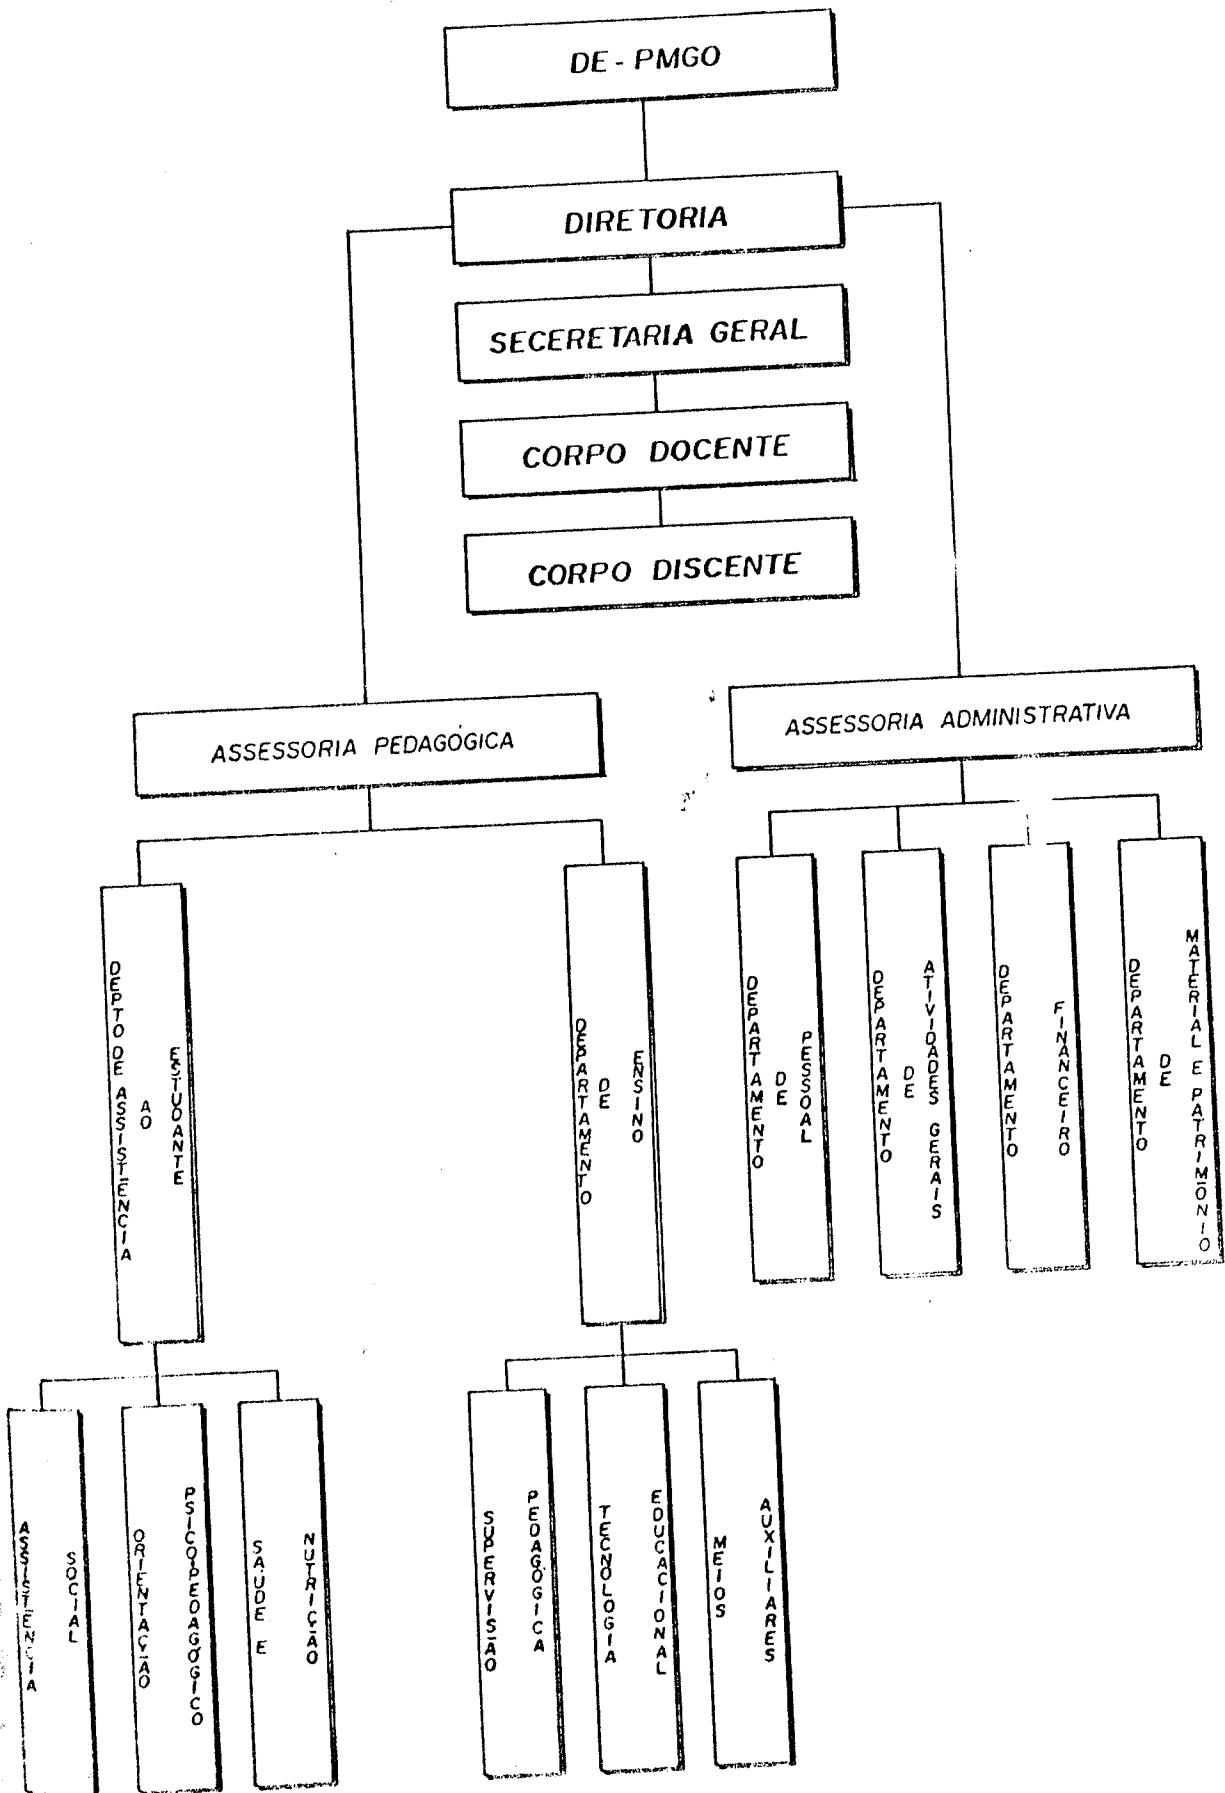 DE - PMGO
DIRETORIA
SECERETARIA GERAL
CORPO DOCENTE
CORPO DISCENTE
ASSESSORIA PEDAGÓGICA
ASSESSORIA ADMINISTRATIVA
DEPTO DE ASSISTÊNCIA
AO
ESTUDANTE
DEPARTAMENTO
DE
ENSINO
DEPARTAMENTO
DE
PESSOAL
DEPARTAMENTO
DE
ATIVIDADES GERAIS
DEPARTAMENTO
FINANCEIRO
DEPARTAMENTO
DE
MATERIAL E PATRIMÔNIO
ASSISTÊNCIA
SOCIAL
ORIENTAÇÃO
PSICOPEDAGÓGICO
SAÚDE E
NUTRIÇÃO
SUPERVISÃO
PEDAGÓGICA
TECNOLOGIA
EDUCACIONAL
MEIOS
AUXILIARES